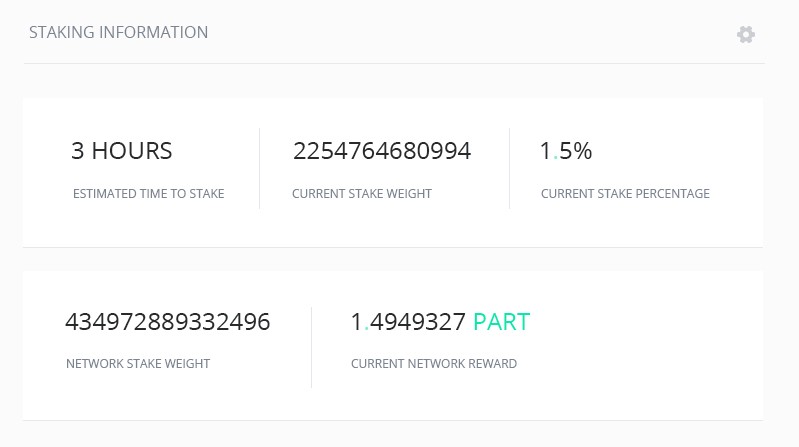 STAKING INFORMATION
3 HOURS
2254764680994
1.5%
ESTIMATED TIME TO STAKE
CURRENT STAKE WEIGHT
CURRENT STAKE PERCENTAGE
434972889332496
1.4949327 PART
NETWORK STAKE WEIGHT
CURRENT NETWORK REWARD